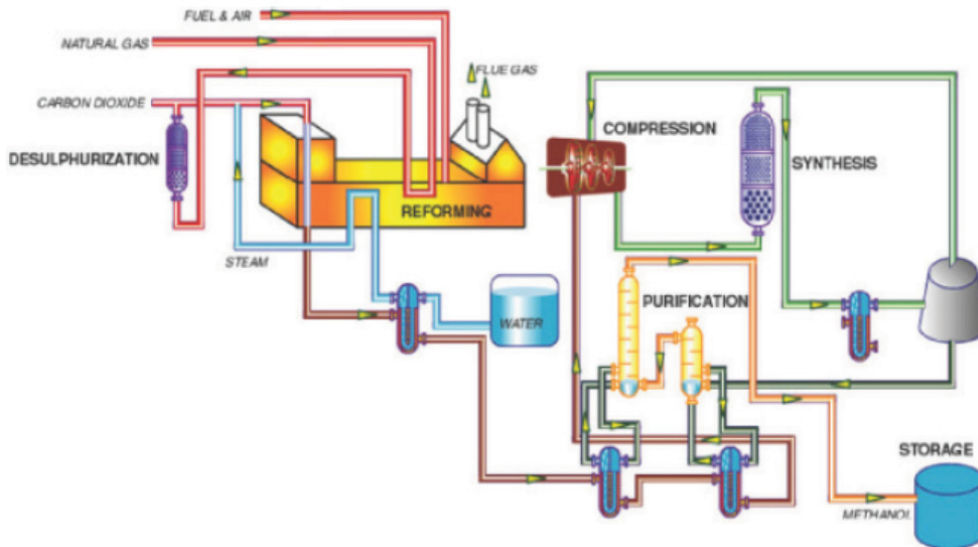 FUEL & AIR
NATURAL GAS
FLUE GAS
CARBON DIOXIDE
COMPRESSION
DESULPHURIZATION
SYNTHESIS
REFORMING
STEAM
PURIFICATION
WATER
STORAGE
METHANOL